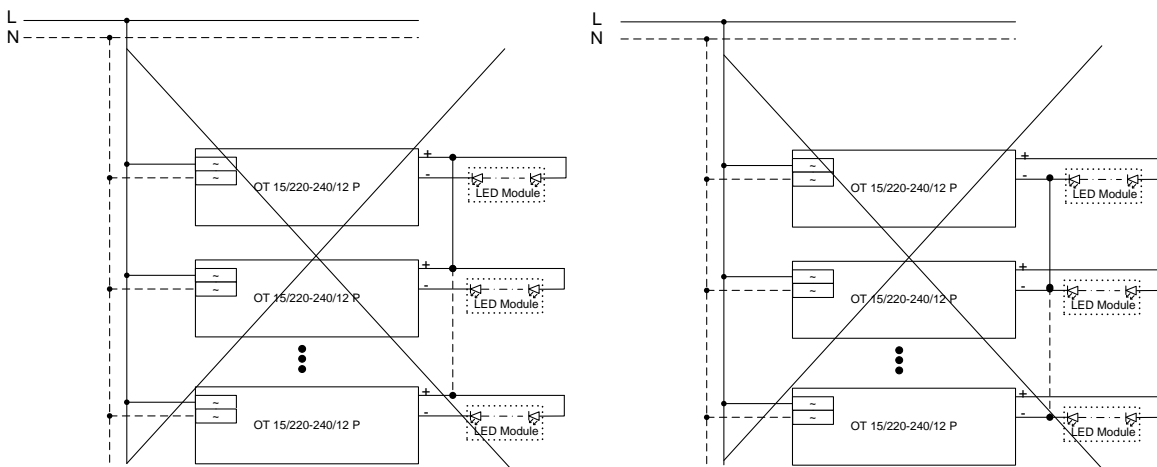 L
N
~
~
OT 15/220-240/12 P
+
-
LED Module
~
~
OT 15/220-240/12 P
+
-
LED Module
~
~
OT 15/220-240/12 P
+
-
LED Module
L
N
~
~
OT 15/220-240/12 P
+
-
LED Module
~
~
OT 15/220-240/12 P
+
-
LED Module
~
~
OT 15/220-240/12 P
+
-
LED Module